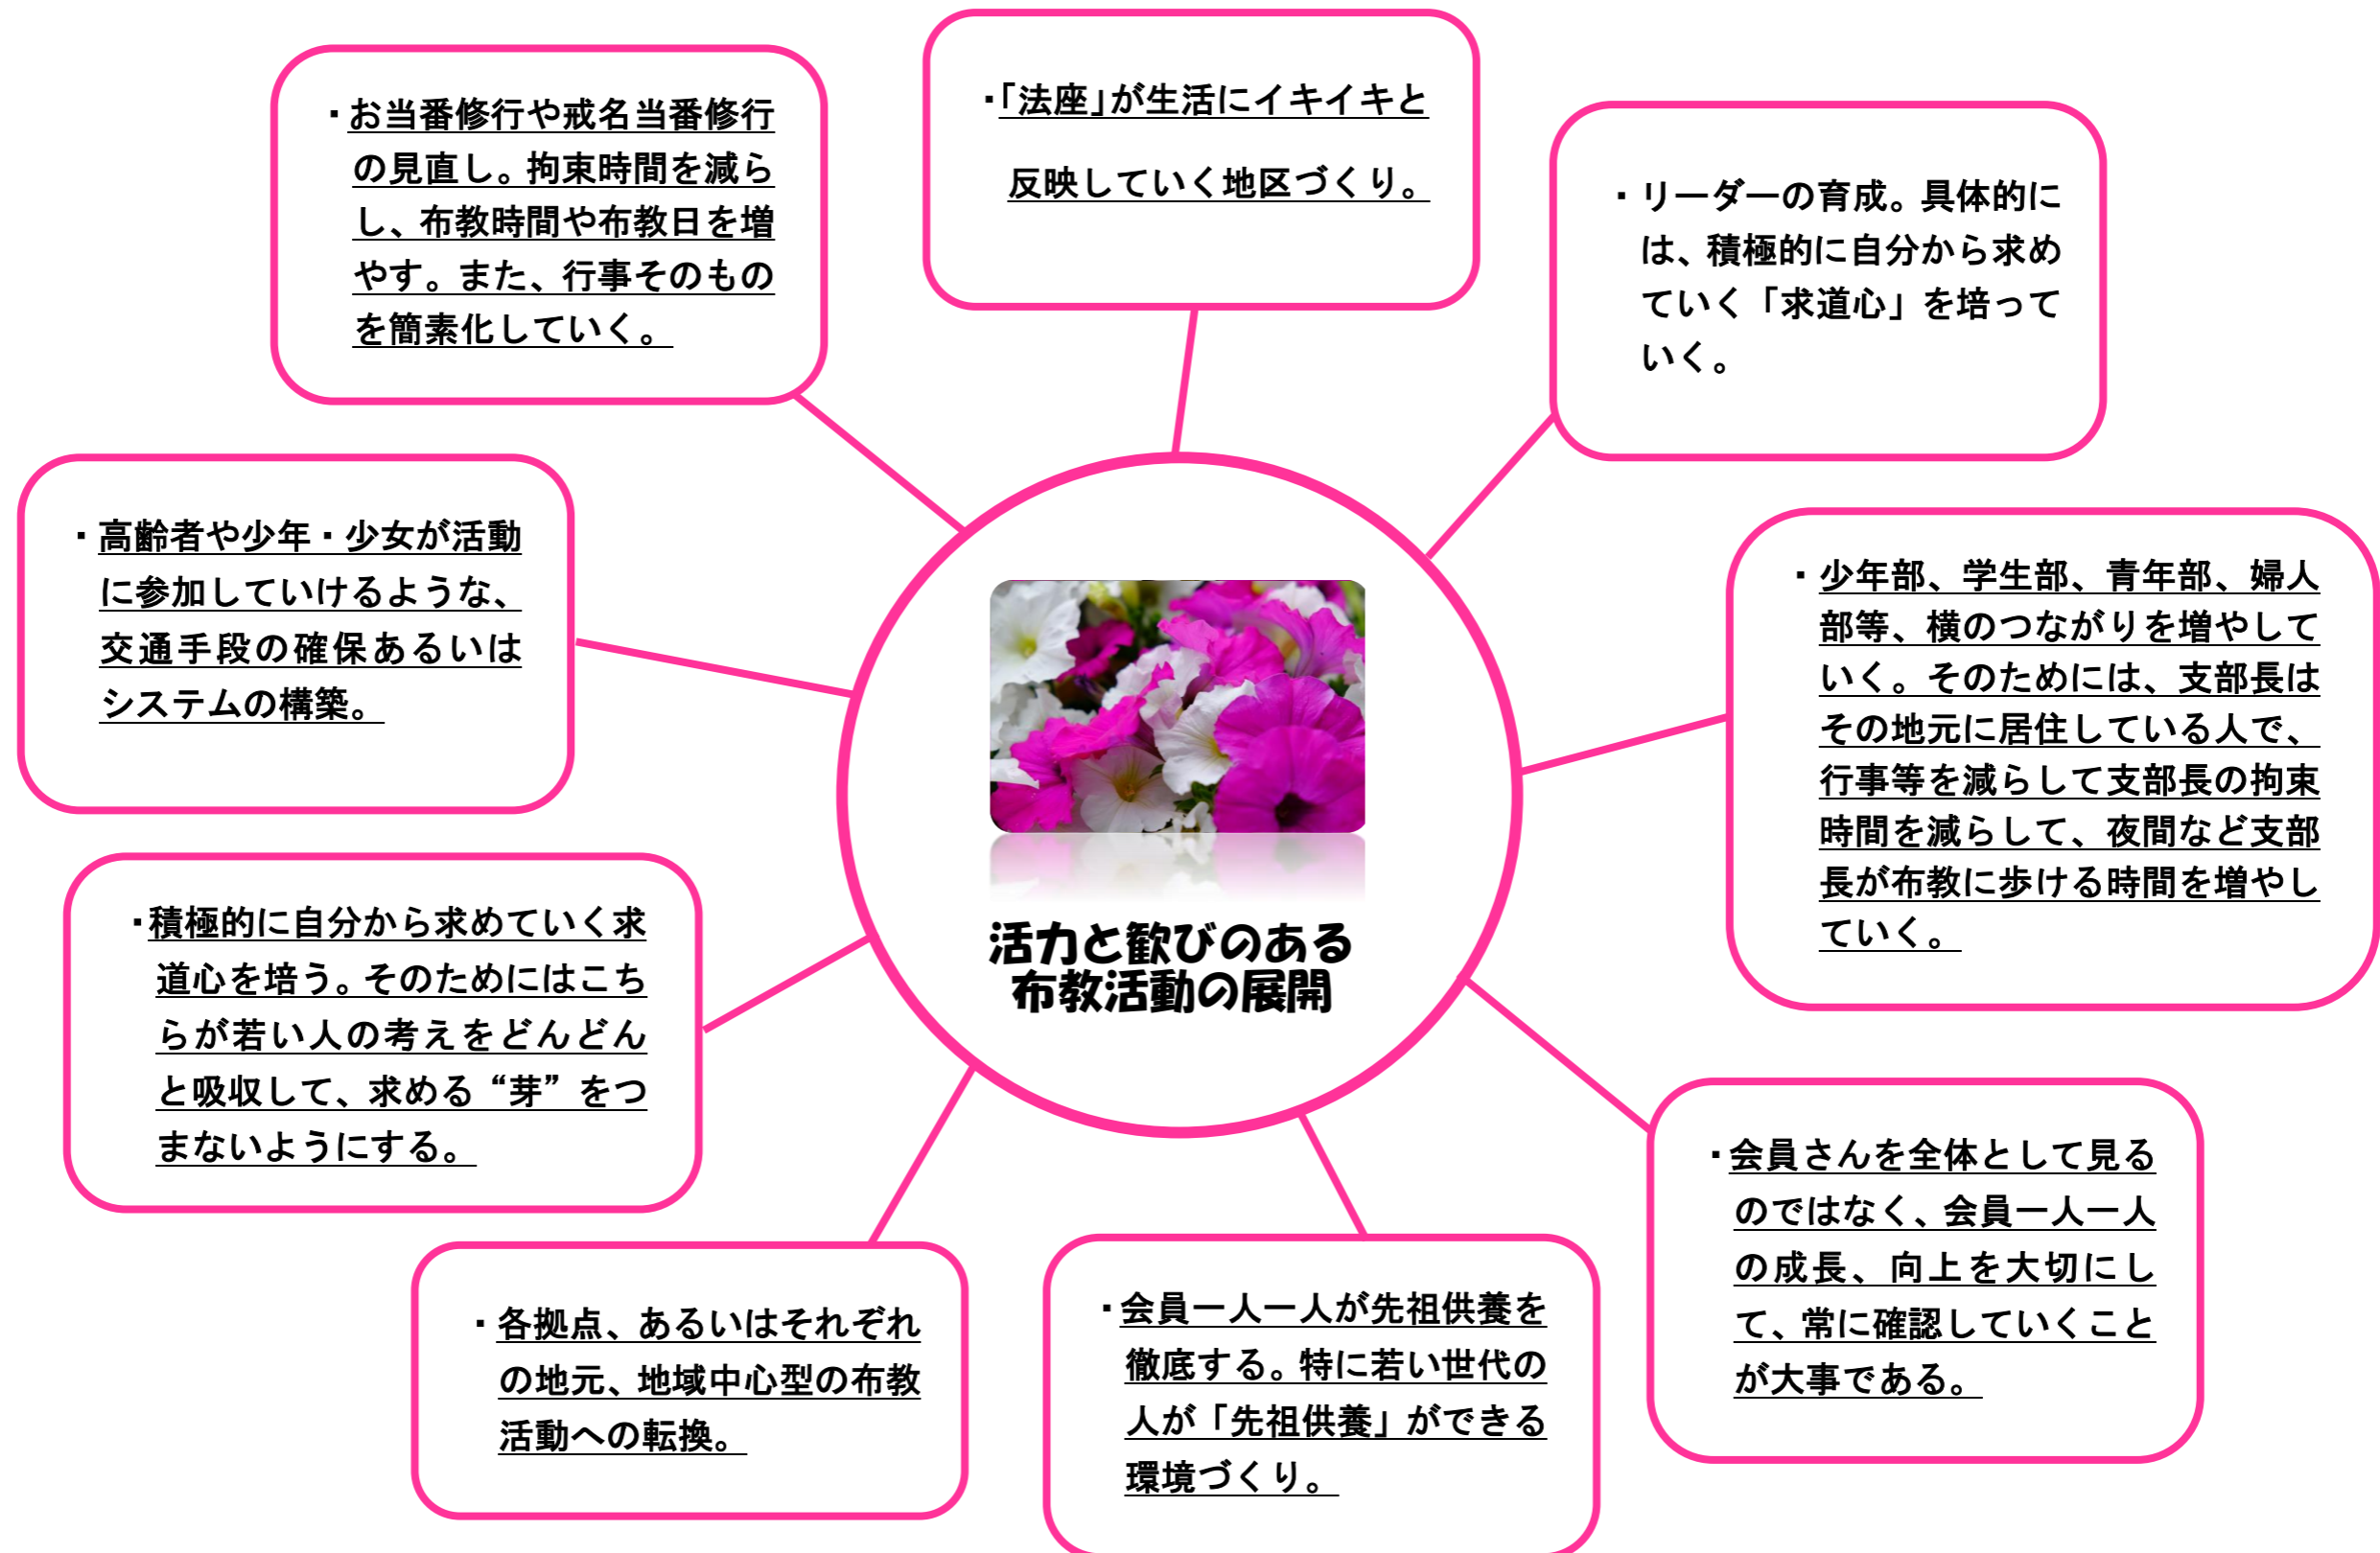 ・「法座」が生活にイキイキと
反映していく地区づくり。
・リーダーの育成。具体的に
は、積極的に自分から求め
ていく「求道心」を培って
いく。
・少年部、学生部、青年部、婦人
部等、横のつながりを増やして
いく。そのためには、支部長は
その地元に居住している人で、
行事等を減らして支部長の拘束
時間を減らして、夜間など支部
長が布教に歩ける時間を増やし
ていく。
・会員さんを全体として見る
のではなく、会員一人一人
の成長、向上を大切にし
て、常に確認していくこと
が大事である。
・会員一人一人が先祖供養を
徹底する。特に若い世代の
人が「先祖供養」ができる
環境づくり。
・各拠点、あるいはそれぞれ
の地元、地域中心型の布教
活動への転換。
・積極的に自分から求めていく求
道心を培う。そのためにはこち
らが若い人の考えをどんどん
と吸収して、求める“芽”をつ
まないようにする。
・高齢者や少年・少女が活動
に参加していけるような、
交通手段の確保あるいは
システムの構築。
・お当番修行や戒名当番修行
の見直し。拘束時間を減ら
し、布教時間や布教日を増
やす。また、行事そのもの
を簡素化していく。
活力と歓びのある
布教活動の展開